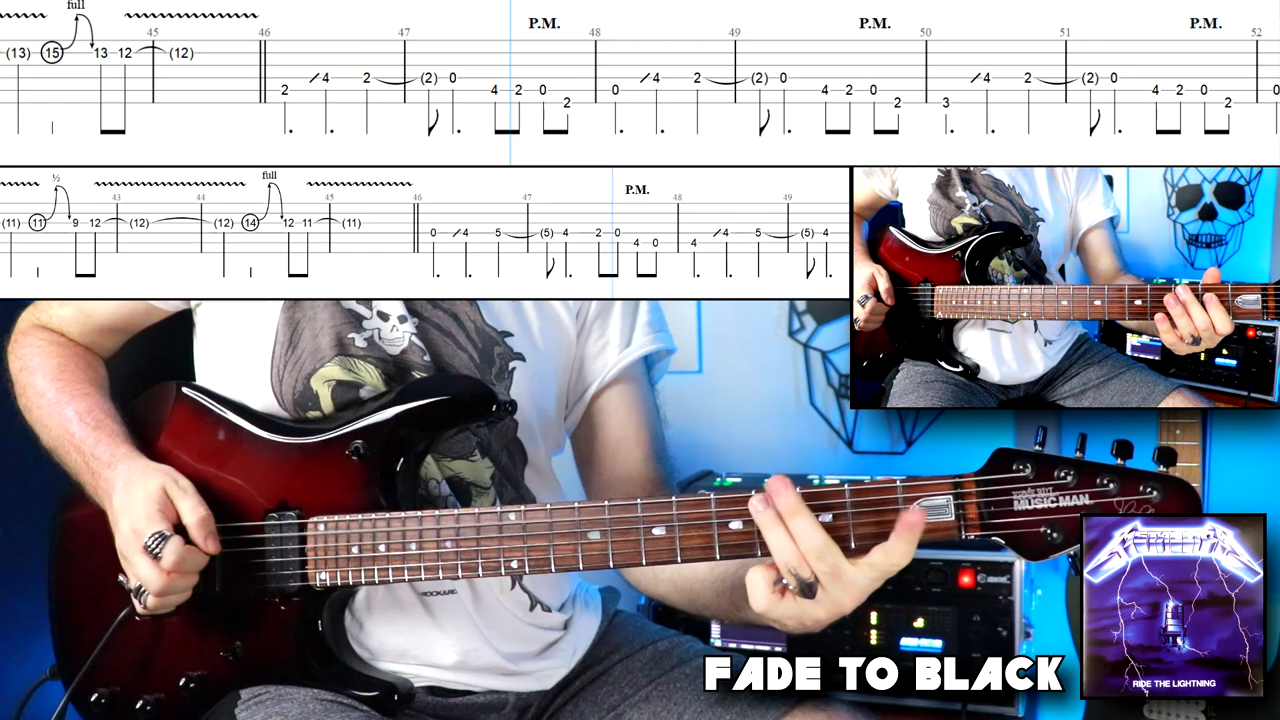 full
P.M.
P.M.
P.M.
45
46
47
48
49
50
51
52
(13) 15 13 12 (12)
2 4 2 (2) 0 4 2 0 2
0 4 2 (2) 0 4 2 0 2
3 4 2 (2) 0 4 2 0 2
0
½
full
P.M.
43
44
45
46
47
48
49
(11) 11 9 12 (12) (12) 14 12 11 (11)
0 4 5 (5) 4 2 0 4 0
4 4 5 (5) 4
MUSIC MAN
METALLICA
RIDE THE LIGHTNING
FADE TO BLACK